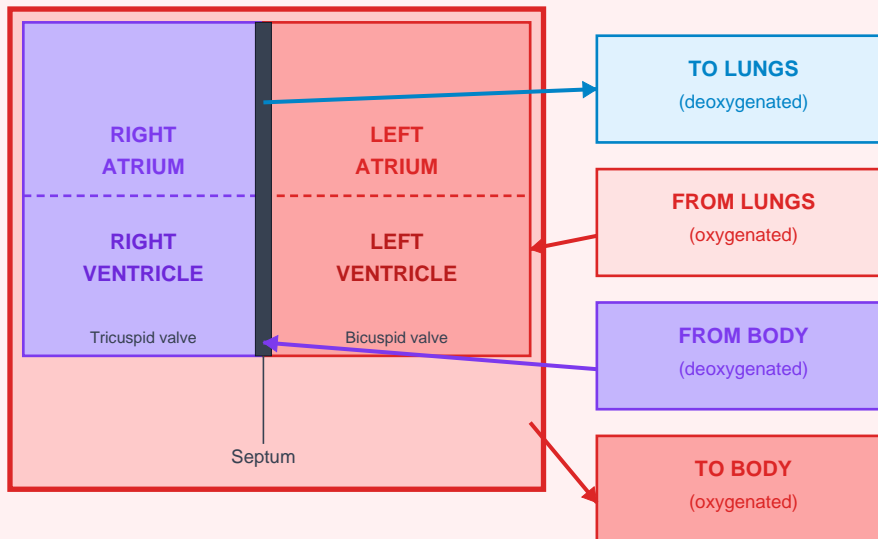 RIGHT
ATRIUM
LEFT
ATRIUM
RIGHT
VENTRICLE
LEFT
VENTRICLE
Tricuspid valve
Bicuspid valve
Septum
TO LUNGS
(deoxygenated)
FROM LUNGS
(oxygenated)
FROM BODY
(deoxygenated)
TO BODY
(oxygenated)